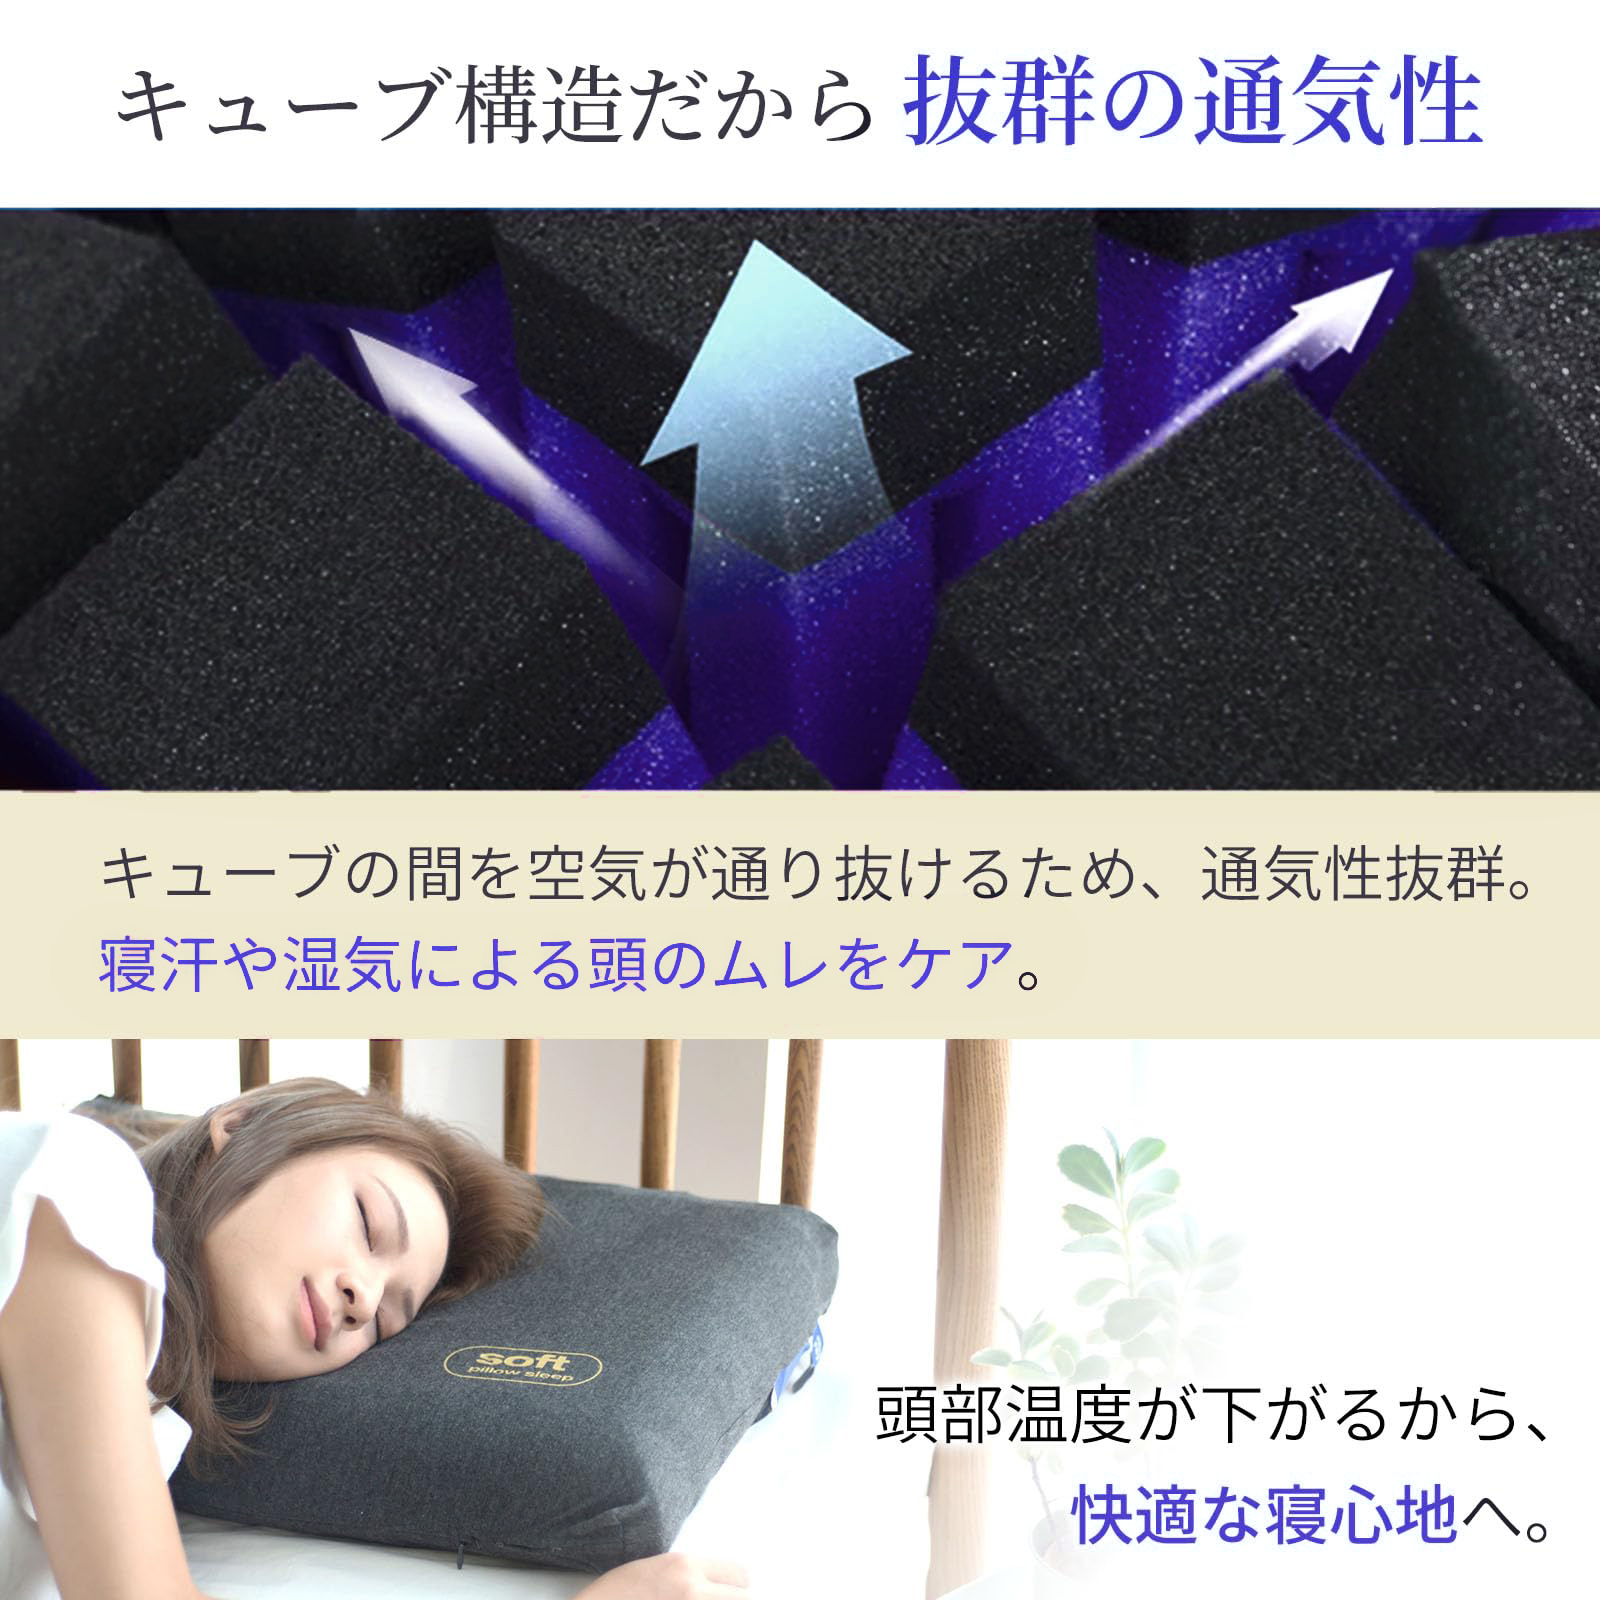 キューブ構造だから 抜群の通気性
キューブの間を空気が通り抜けるため、通気性抜群。
寝汗や湿気による頭のムレをケア。
soft
pillow sleep
頭部温度が下がるから、
快適な寝心地へ。